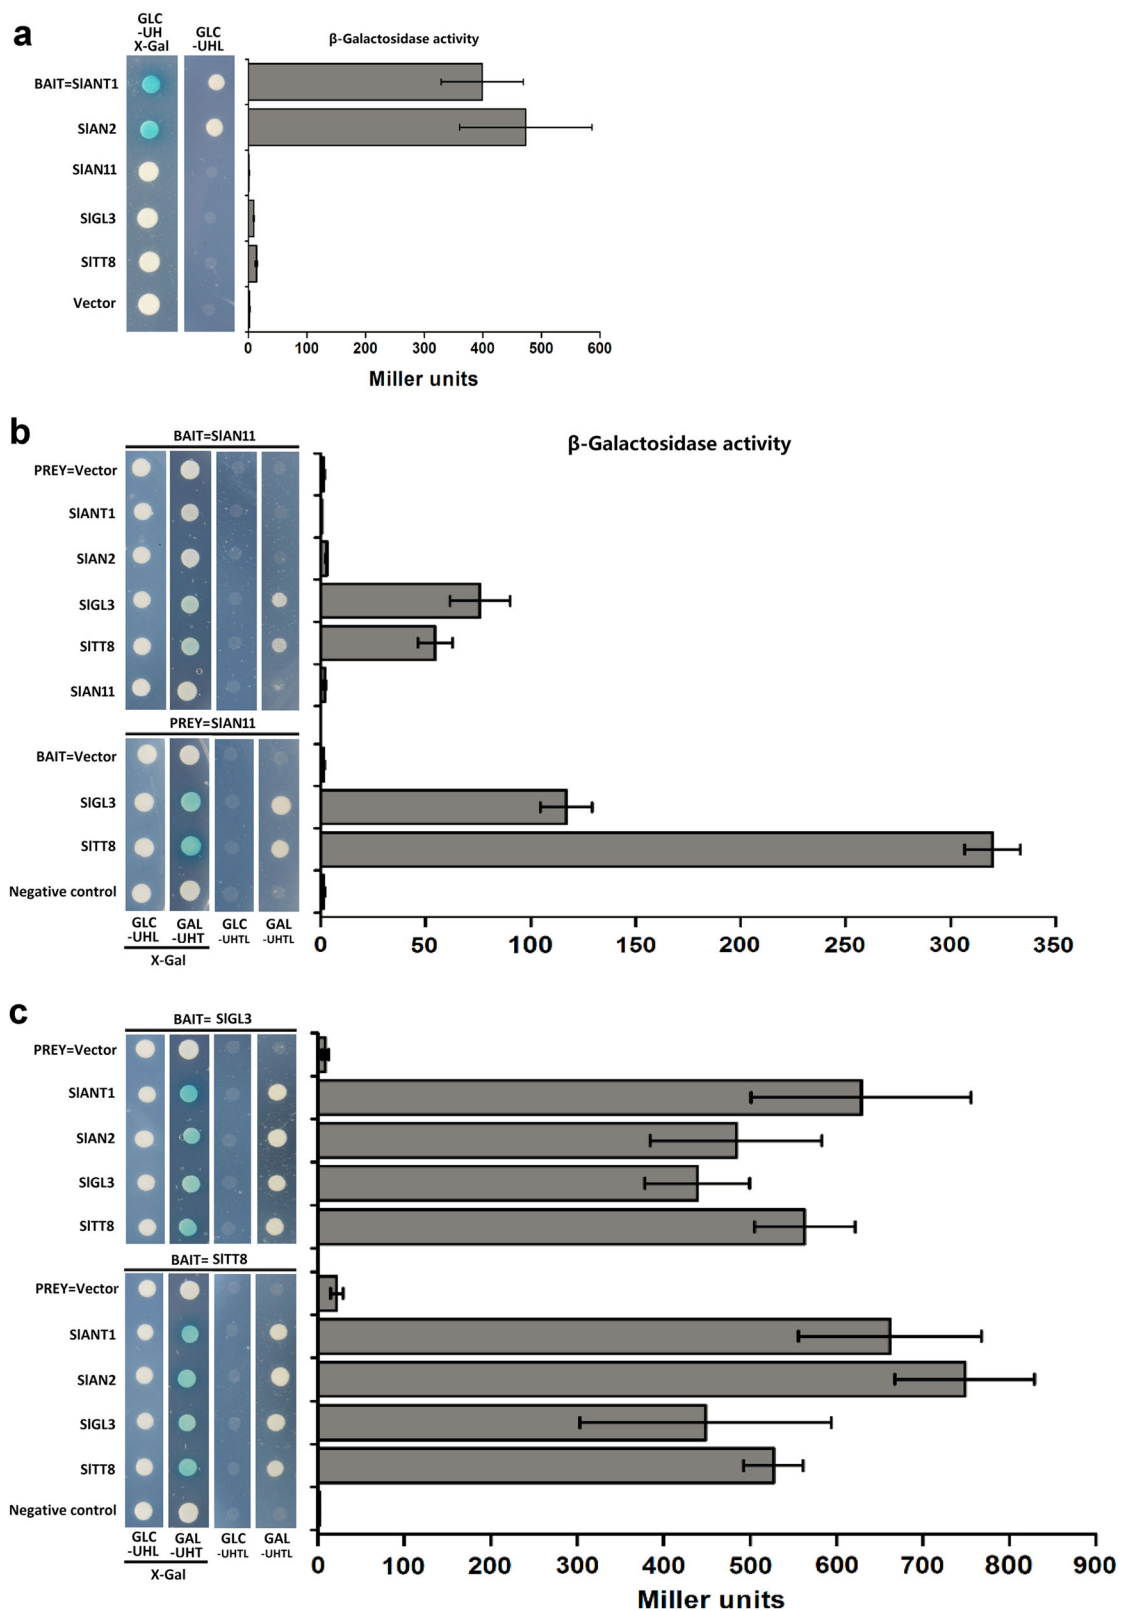 a
GLC
-UH
X-Gal
GLC
-UHL
β-Galactosidase activity
BAIT=SlANT1
SlAN2
SlAN11
SlGL3
SlTT8
Vector
0 100 200 300 400 500 600
Miller units
b
BAIT=SlAN11
β-Galactosidase activity
PREY=Vector
SlANT1
SlAN2
SlGL3
SlTT8
SlAN11
PREY=SlAN11
BAIT=Vector
SlGL3
SlTT8
Negative control
GLC
-UHL
GAL
-UHT
GLC
-UHTL
GAL
-UHTL
X-Gal
0 50 100 150 200 250 300 350
c
BAIT= SlGL3
PREY=Vector
SlANT1
SlAN2
SlGL3
SlTT8
BAIT= SlTT8
PREY=Vector
SlANT1
SlAN2
SlGL3
SlTT8
Negative control
GLC
-UHL
GAL
-UHT
GLC
-UHTL
GAL
-UHTL
X-Gal
0 100 200 300 400 500 600 700 800 900
Miller units